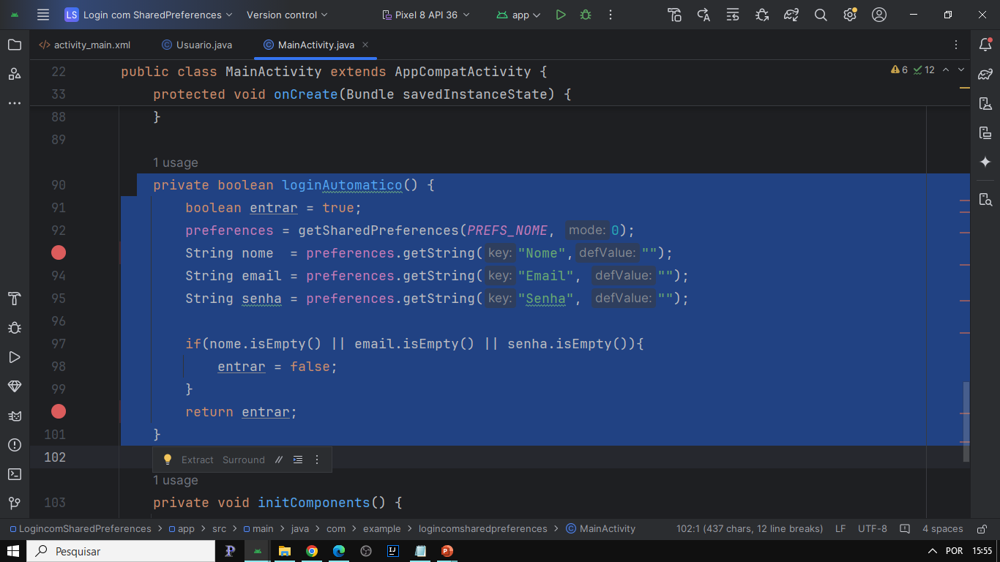 LS Login com SharedPreferences Version control Pixel 8 API 36 app
activity_main.xml Usuario.java MainActivity.java
22 public class MainActivity extends AppCompatActivity { 6 12
33 protected void onCreate(Bundle savedInstanceState) {
88 }
89
1 usage
90 private boolean loginAutomatico() {
91 boolean entrar = true;
92 preferences = getSharedPreferences(PREFS_NOME, mode: 0);
String nome = preferences.getString( key: "Nome", defValue: "");
94 String email = preferences.getString( key: "Email", defValue: "");
95 String senha = preferences.getString( key: "Senha", defValue: "");
96
97 if(nome.isEmpty() || email.isEmpty() || senha.isEmpty()){
98 entrar = false;
99 }
return entrar;
101 }
102 Extract Surround
1 usage
103 private void initComponents() {
LogincomSharedPreferences > app > src > main > java > com > example > logincomsharedpreferences > MainActivity 102:1 (437 chars, 12 line breaks) LF UTF-8 4 spaces
Pesquisar POR 15:55